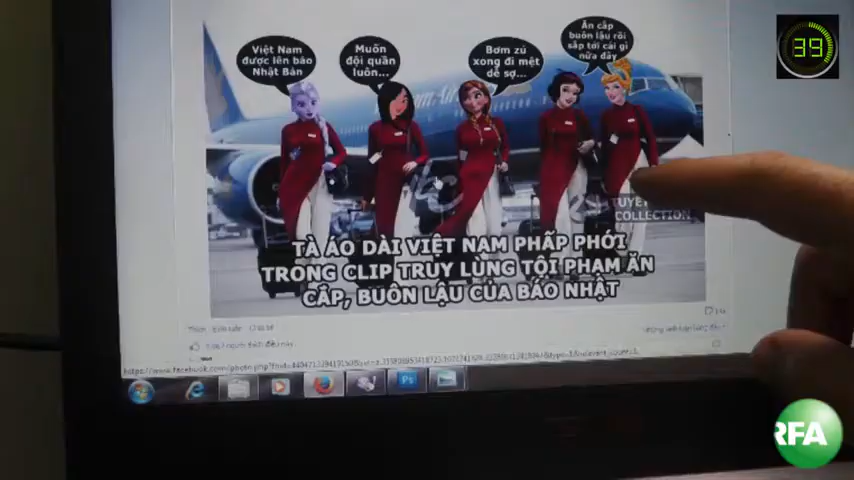 39
Việt Nam
được lên báo
Nhật Bản
Muốn
đội quần
luôn...
Bơm zú
xong đi mệt
dễ sợ...
Ăn cắp
buôn lậu rồi
sắp tới cái gì
nữa đây
TUYẾT
COLLECTION
TÀ ÁO DÀI VIỆT NAM PHẤP PHỚI
TRONG CLIP TRUY LÙNG TỘI PHẠM ĂN
CẮP, BUÔN LẬU CỦA BÁO NHẬT
Ps
RFA